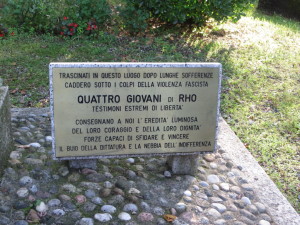 TRASCINATI IN QUESTO LUOGO DOPO LUNGHE SOFFERENZE
CADDERO SOTTO I COLPI DELLA VIOLENZA FASCISTA
QUATTRO GIOVANI DI RHO
TESTIMONI ESTREMI DI LIBERTA'
CONSEGNANO A NOI L'EREDITA' LUMINOSA
DEL LORO CORAGGIO E DELLA LORO DIGNITA'
FORZE CAPACI DI SFIDARE E VINCERE
IL BUIO DELLA DITTATURA E LA NEBBIA DELL'INDIFFERENZA